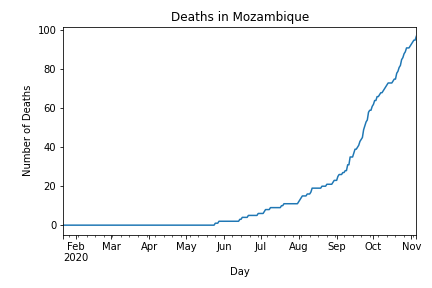 Deaths in Mozambique
100
80
60
40
20
0
Number of Deaths
Feb Mar Apr May Jun Jul Aug Sep Oct Nov
2020
Day